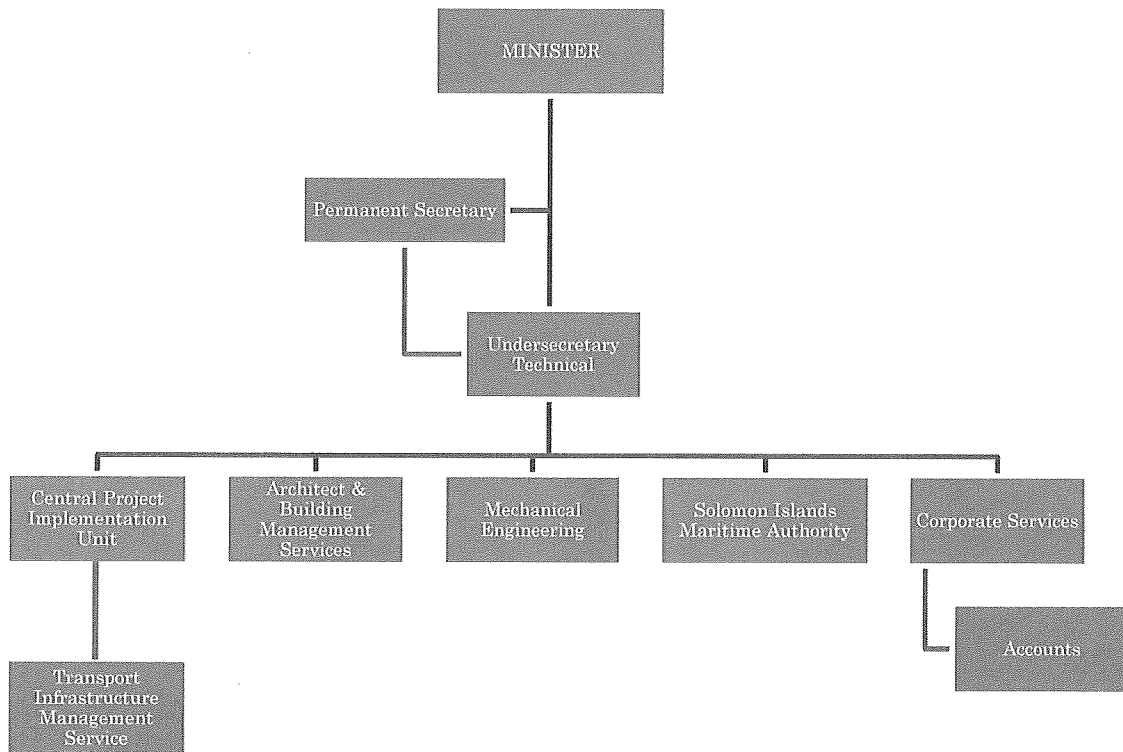 MINISTER
Permanent Secretary
Undersecretary
Technical
Central Project
Implementation
Unit
Architect &
Building
Management
Services
Mechanical
Engineering
Solomon Islands
Maritime Authority
Corporate Services
Accounts
Transport
Infrastructure
Management
Service